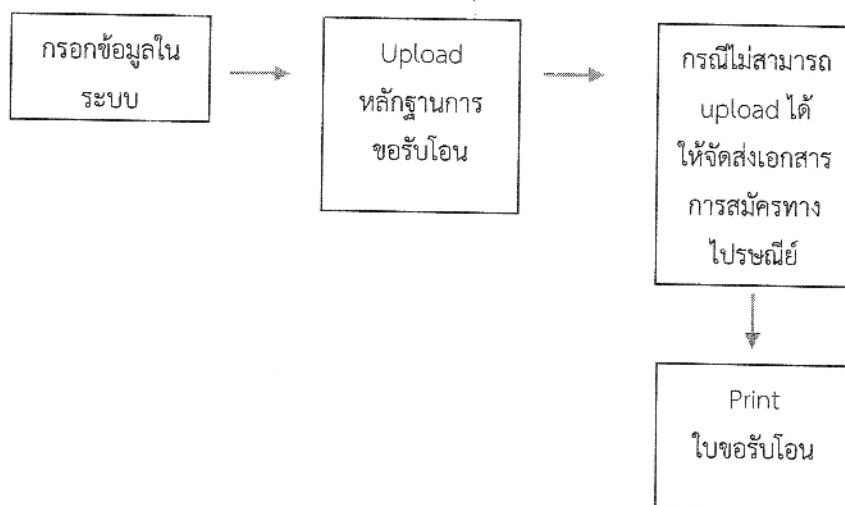 กรอกข้อมูลใน
ระบบ
Upload
หลักฐานการ
ขอรับโอน
กรณีไม่สามารถ
upload ได้
ให้จัดส่งเอกสาร
การสมัครทาง
ไปรษณีย์
Print
ใบขอรับโอน